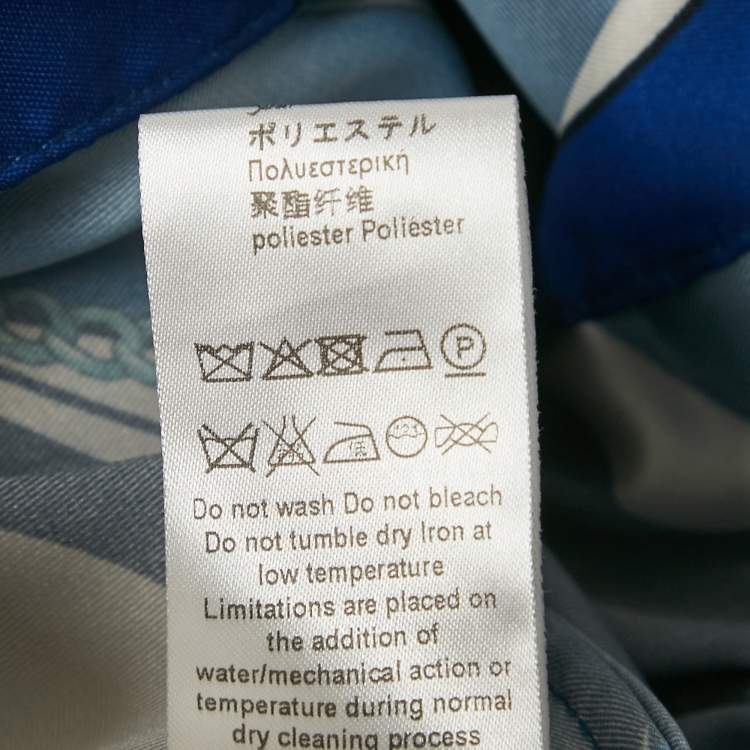 ポリエステル
Πολυεστερική
聚酯纤维
poliester Poliéster
P
低
Do not wash Do not bleach
Do not tumble dry Iron at
low temperature
Limitations are placed on
the addition of
water/mechanical action or
temperature during normal
dry cleaning process